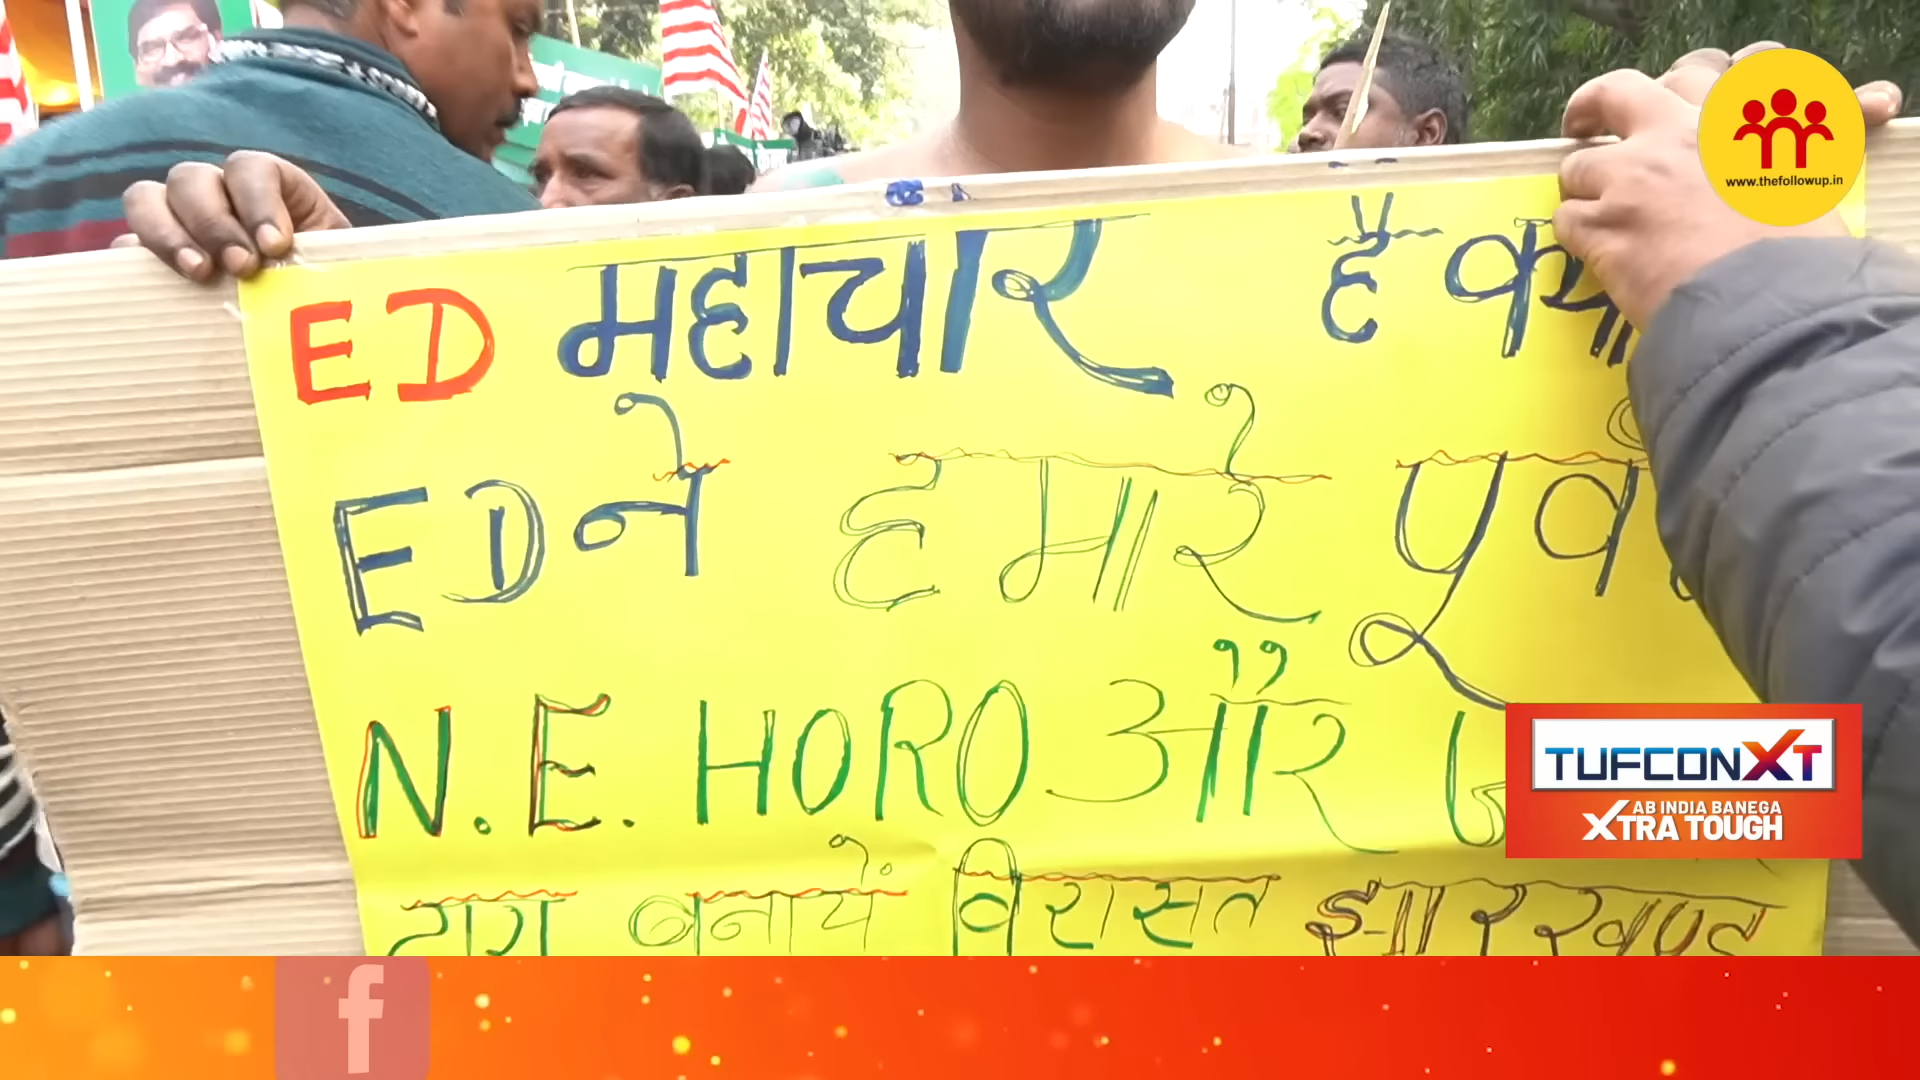 www.thefollowup.in
ED महाचोर है क्या
ED ने हमारे पूर्व
N.E. HORO और
द्वारा बनाये विरासत झारखण्ड
TUFCONXT
AB INDIA BANEGA
XTRA TOUGH
f